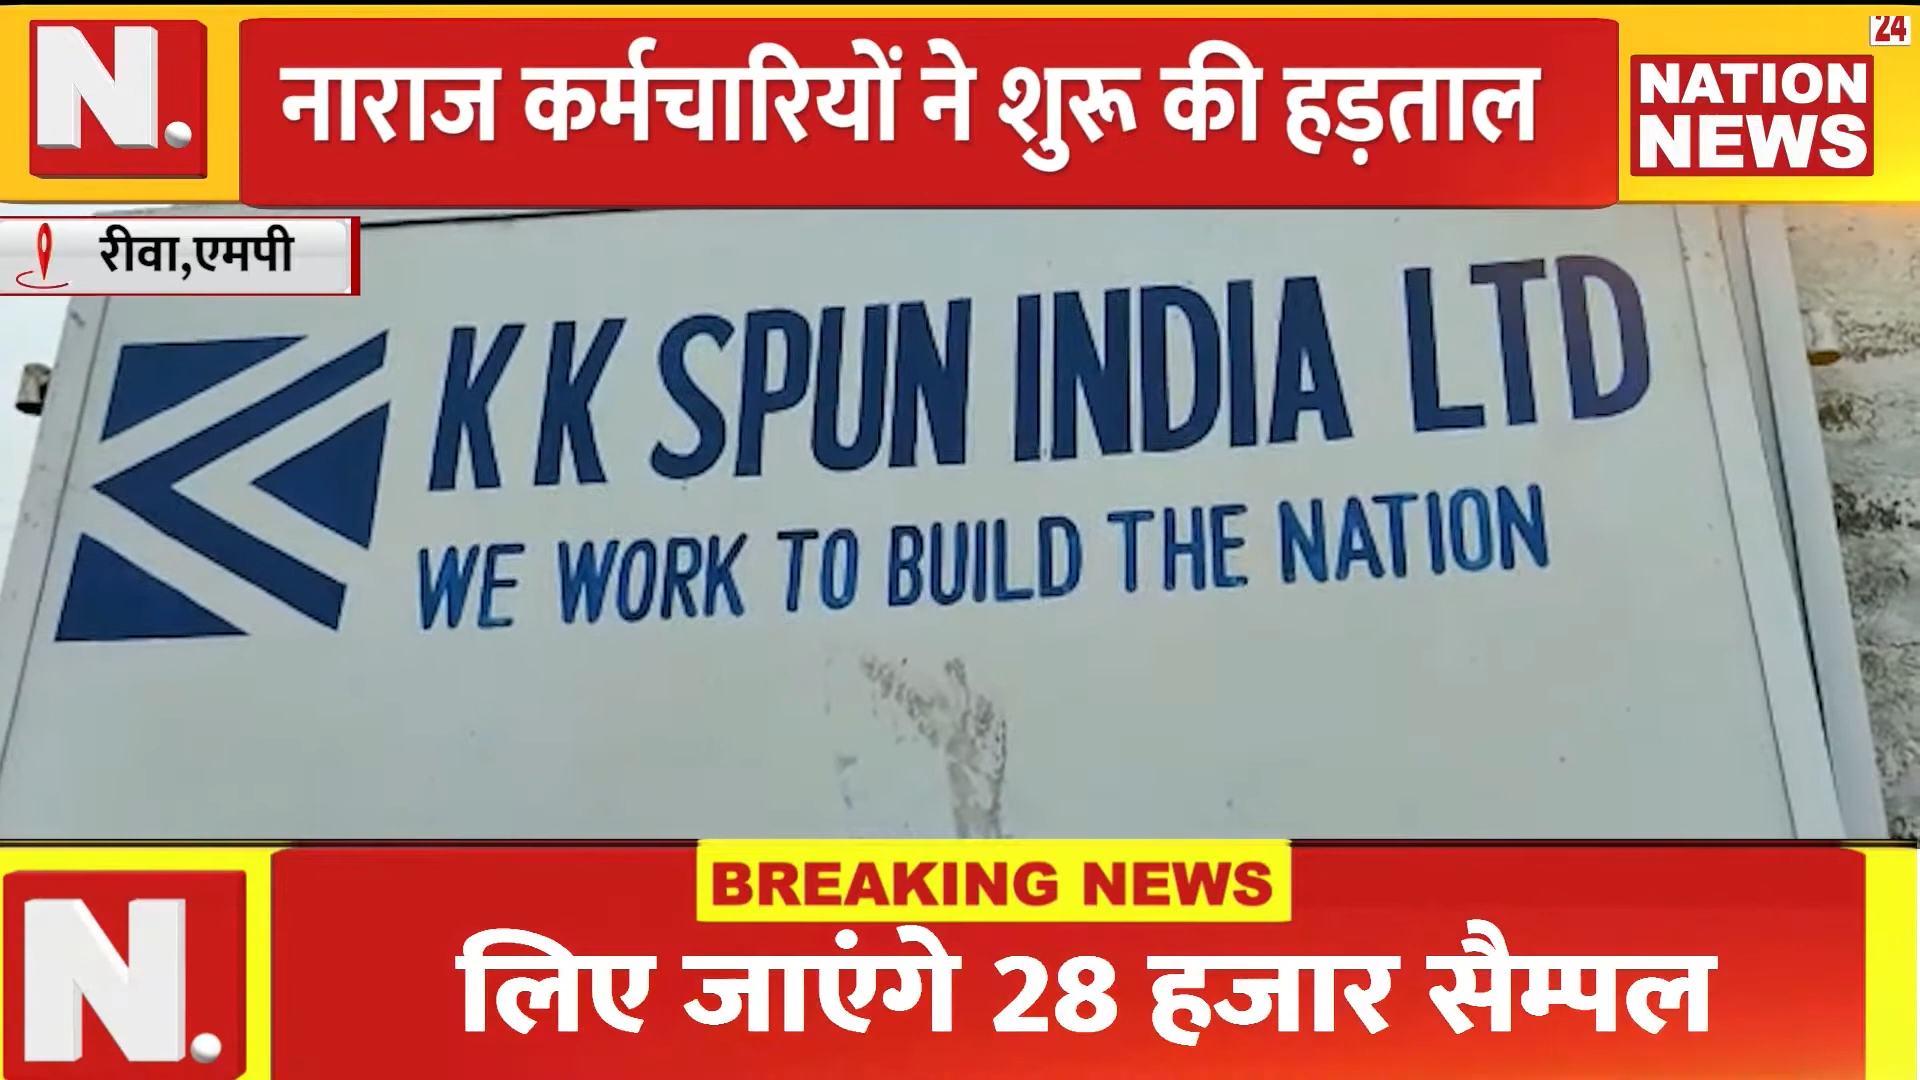 24
N.
नाराज कर्मचारियों ने शुरू की हड़ताल
NATION
NEWS
रीवा,एमपी
K K SPUN INDIA LTD
WE WORK TO BUILD THE NATION
BREAKING NEWS
N.
लिए जाएंगे 28 हजार सैम्पल